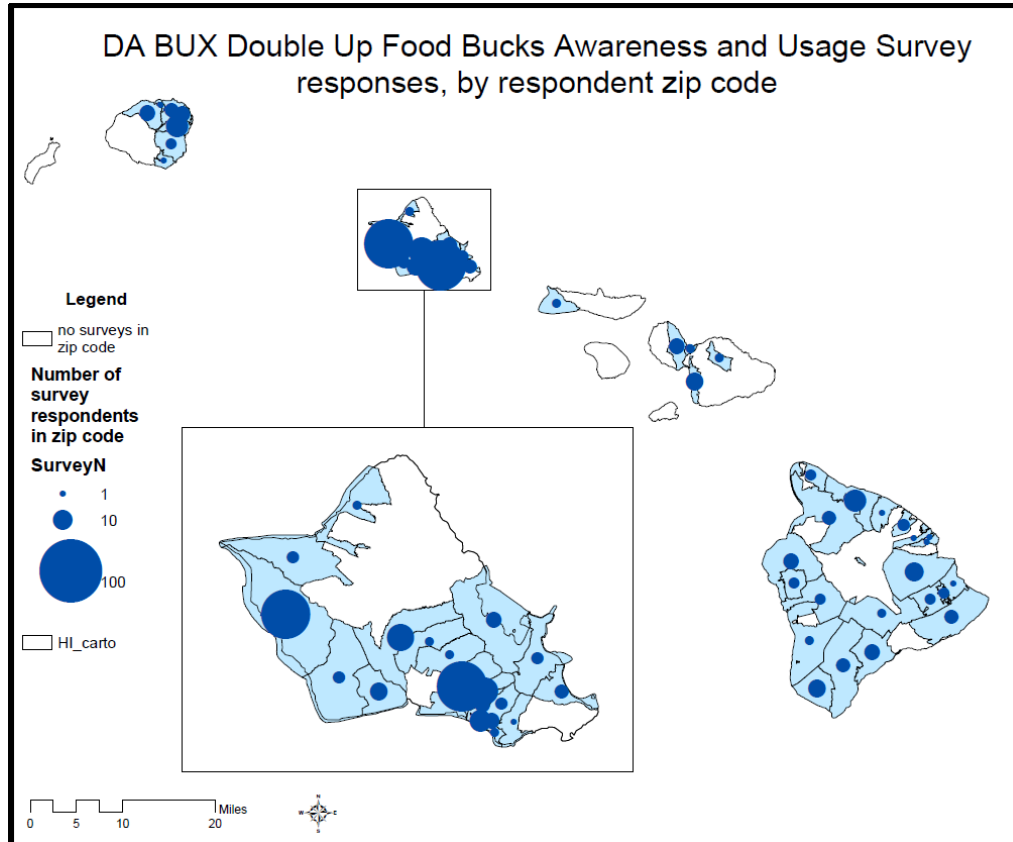 DA BUX Double Up Food Bucks Awareness and Usage Survey
responses, by respondent zip code
Legend
no surveys in
zip code
Number of
survey
respondents
in zip code
SurveyN
1
10
100
HI_carto
Miles
0 5 10 20
N
W E
S